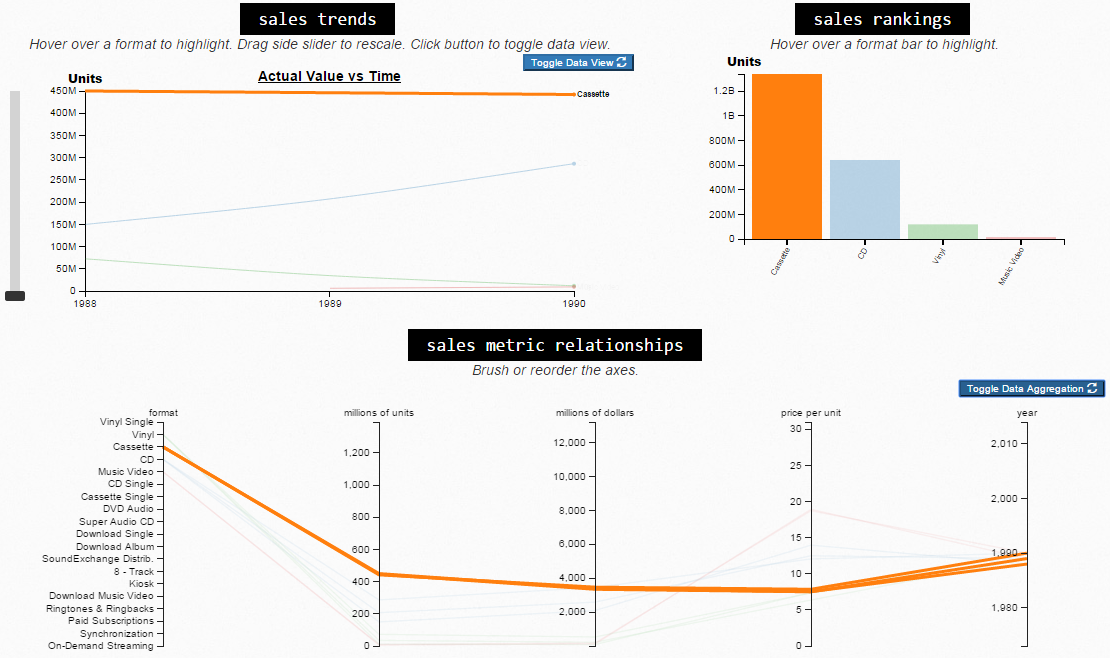 sales trends
Hover over a format to highlight. Drag side slider to rescale. Click button to toggle data view.
Toggle Data View
Units
Actual Value vs Time
450M
400M
350M
300M
250M
200M
150M
100M
50M
0
Cassette
1988
1989
1990
sales rankings
Hover over a format bar to highlight.
Units
1.2B
1B
800M
600M
400M
200M
0
Cassette
CD
Vinyl
Music Video
sales metric relationships
Brush or reorder the axes.
Toggle Data Aggregation
format
Vinyl Single
Vinyl
Cassette
CD
Music Video
CD Single
Cassette Single
DVD Audio
Super Audio CD
Download Single
Download Album
SoundExchange Distrib.
8 - Track
Kiosk
Download Music Video
Ringtones & Ringbacks
Paid Subscriptions
Synchronization
On-Demand Streaming
millions of units
1,200
1,000
800
600
400
200
0
millions of dollars
12,000
10,000
8,000
6,000
4,000
2,000
price per unit
30
25
20
15
10
5
0
year
2,010
2,000
1,990
1,980